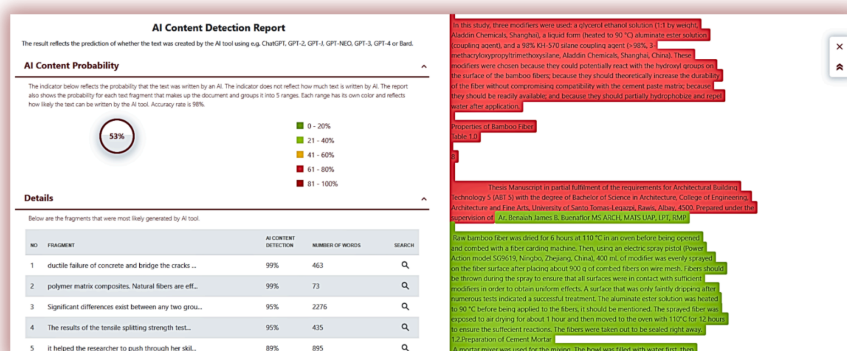 AI Content Detection Report
The result reflects the prediction of whether the text was created by the AI tool using e.g. ChatGPT, GPT-2, GPT-J, GPT-NEO, GPT-3, GPT-4 or Bard.
AI Content Probability
The indicator below reflects the probability that the text was written by an AI. The indicator does not reflect how much text is written by AI. The report
also shows the probability for each text fragment that makes up the document and groups it into 5 ranges. Each range has its own color and reflects
how likely the text can be written by the AI tool. Accuracy rate is 98%.
53%
0 - 20%
21 - 40%
41 - 60%
61 - 80%
81 - 100%
Details
Below are the fragments that were most likely generated by AI tool.
NO FRAGMENT AI CONTENT DETECTION NUMBER OF WORDS SEARCH
1 ductile failure of concrete and bridge the cracks ... 99% 463
2 polymer matrix composites. Natural fibers are eff... 99% 73
3 Significant differences exist between any two grou... 95% 2276
4 The results of the tensile splitting strength test... 95% 435
5 it helped the researcher to push through her skil... 89% 895
In this study, three modifiers were used: a glycerol ethanol solution (1:1 by weight,
Aladdin Chemicals, Shanghai), a liquid form (heated to 90 °C) aluminate ester solution
(coupling agent), and a 98% KH-570 silane coupling agent (>98%, 3-
methacryloxypropyltrimethoxysilane, Aladdin Chemicals, Shanghai, China). These
modifiers were chosen because they could potentially react with the hydroxyl groups on
the surface of the bamboo fibers; because they should theoretically increase the durability
of the fiber without compromising compatibility with the cement paste matrix; because
they should be readily available; and because they should partially hydrophobize and repel
water after application.
Properties of Bamboo Fiber
Table 1.0
Thesis Manuscript in partial fulfilment of the requirements for Architectural Building
Technology 5 (ABT 5) with the degree of Bachelor of Science in Architecture, College of Engineering,
Architecture and Fine Arts, University of Santo Tomas-Legazpi, Rawis, Albay, 4500. Prepared under the
supervision of Ar. Benaiah James B. Buenaflor MS ARCH, MATS UAP, LPT, RMP
Raw bamboo fiber was dried for 6 hours at 110 °C in an oven before being opened
and combed with a fiber carding machine. Then, using an electric spray pistol (Power
Action model SG9619, Ningbo, Zhejiang, China), 400 mL of modifier was evenly sprayed
on the fiber surface after placing about 900 g of combed fibers on wire mesh. Fibers should
be thrown during the spray to ensure that all surfaces were in contact with sufficient
modifiers in order to obtain uniform effects. A surface that was only faintly dripping after
numerous tests indicated a successful treatment. The aluminate ester solution was heated
to 90 °C before being applied to the fibers, it should be mentioned. The sprayed fiber was
exposed to air drying for about 1 hour and then moved to the oven with 110°C for 12 hours
to ensure the suffecient reactions. The fibers were taken out to be sealed right away.
1.2.Preparation of Cement Mortar
A mortar mixer was used for the mixing. The bowl was filled with water first, then